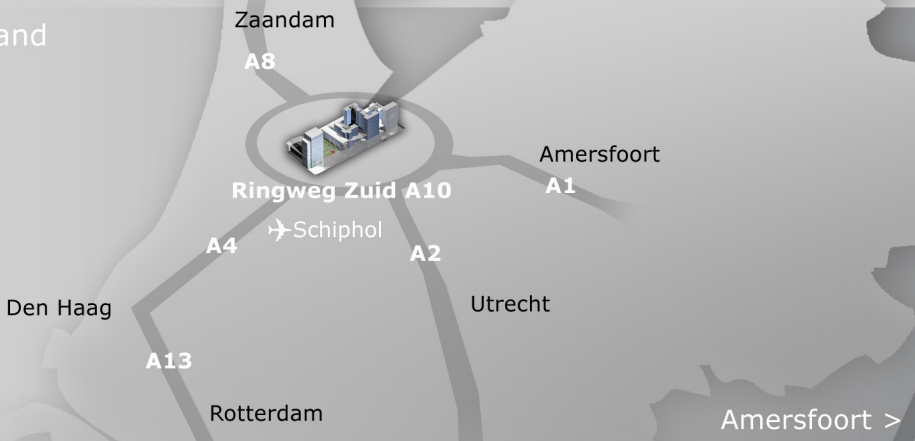 Zaandam
and
A8
Amersfoort
A1
Ringweg Zuid A10
Schiphol
A4
A2
Den Haag
Utrecht
A13
Rotterdam
Amersfoort >